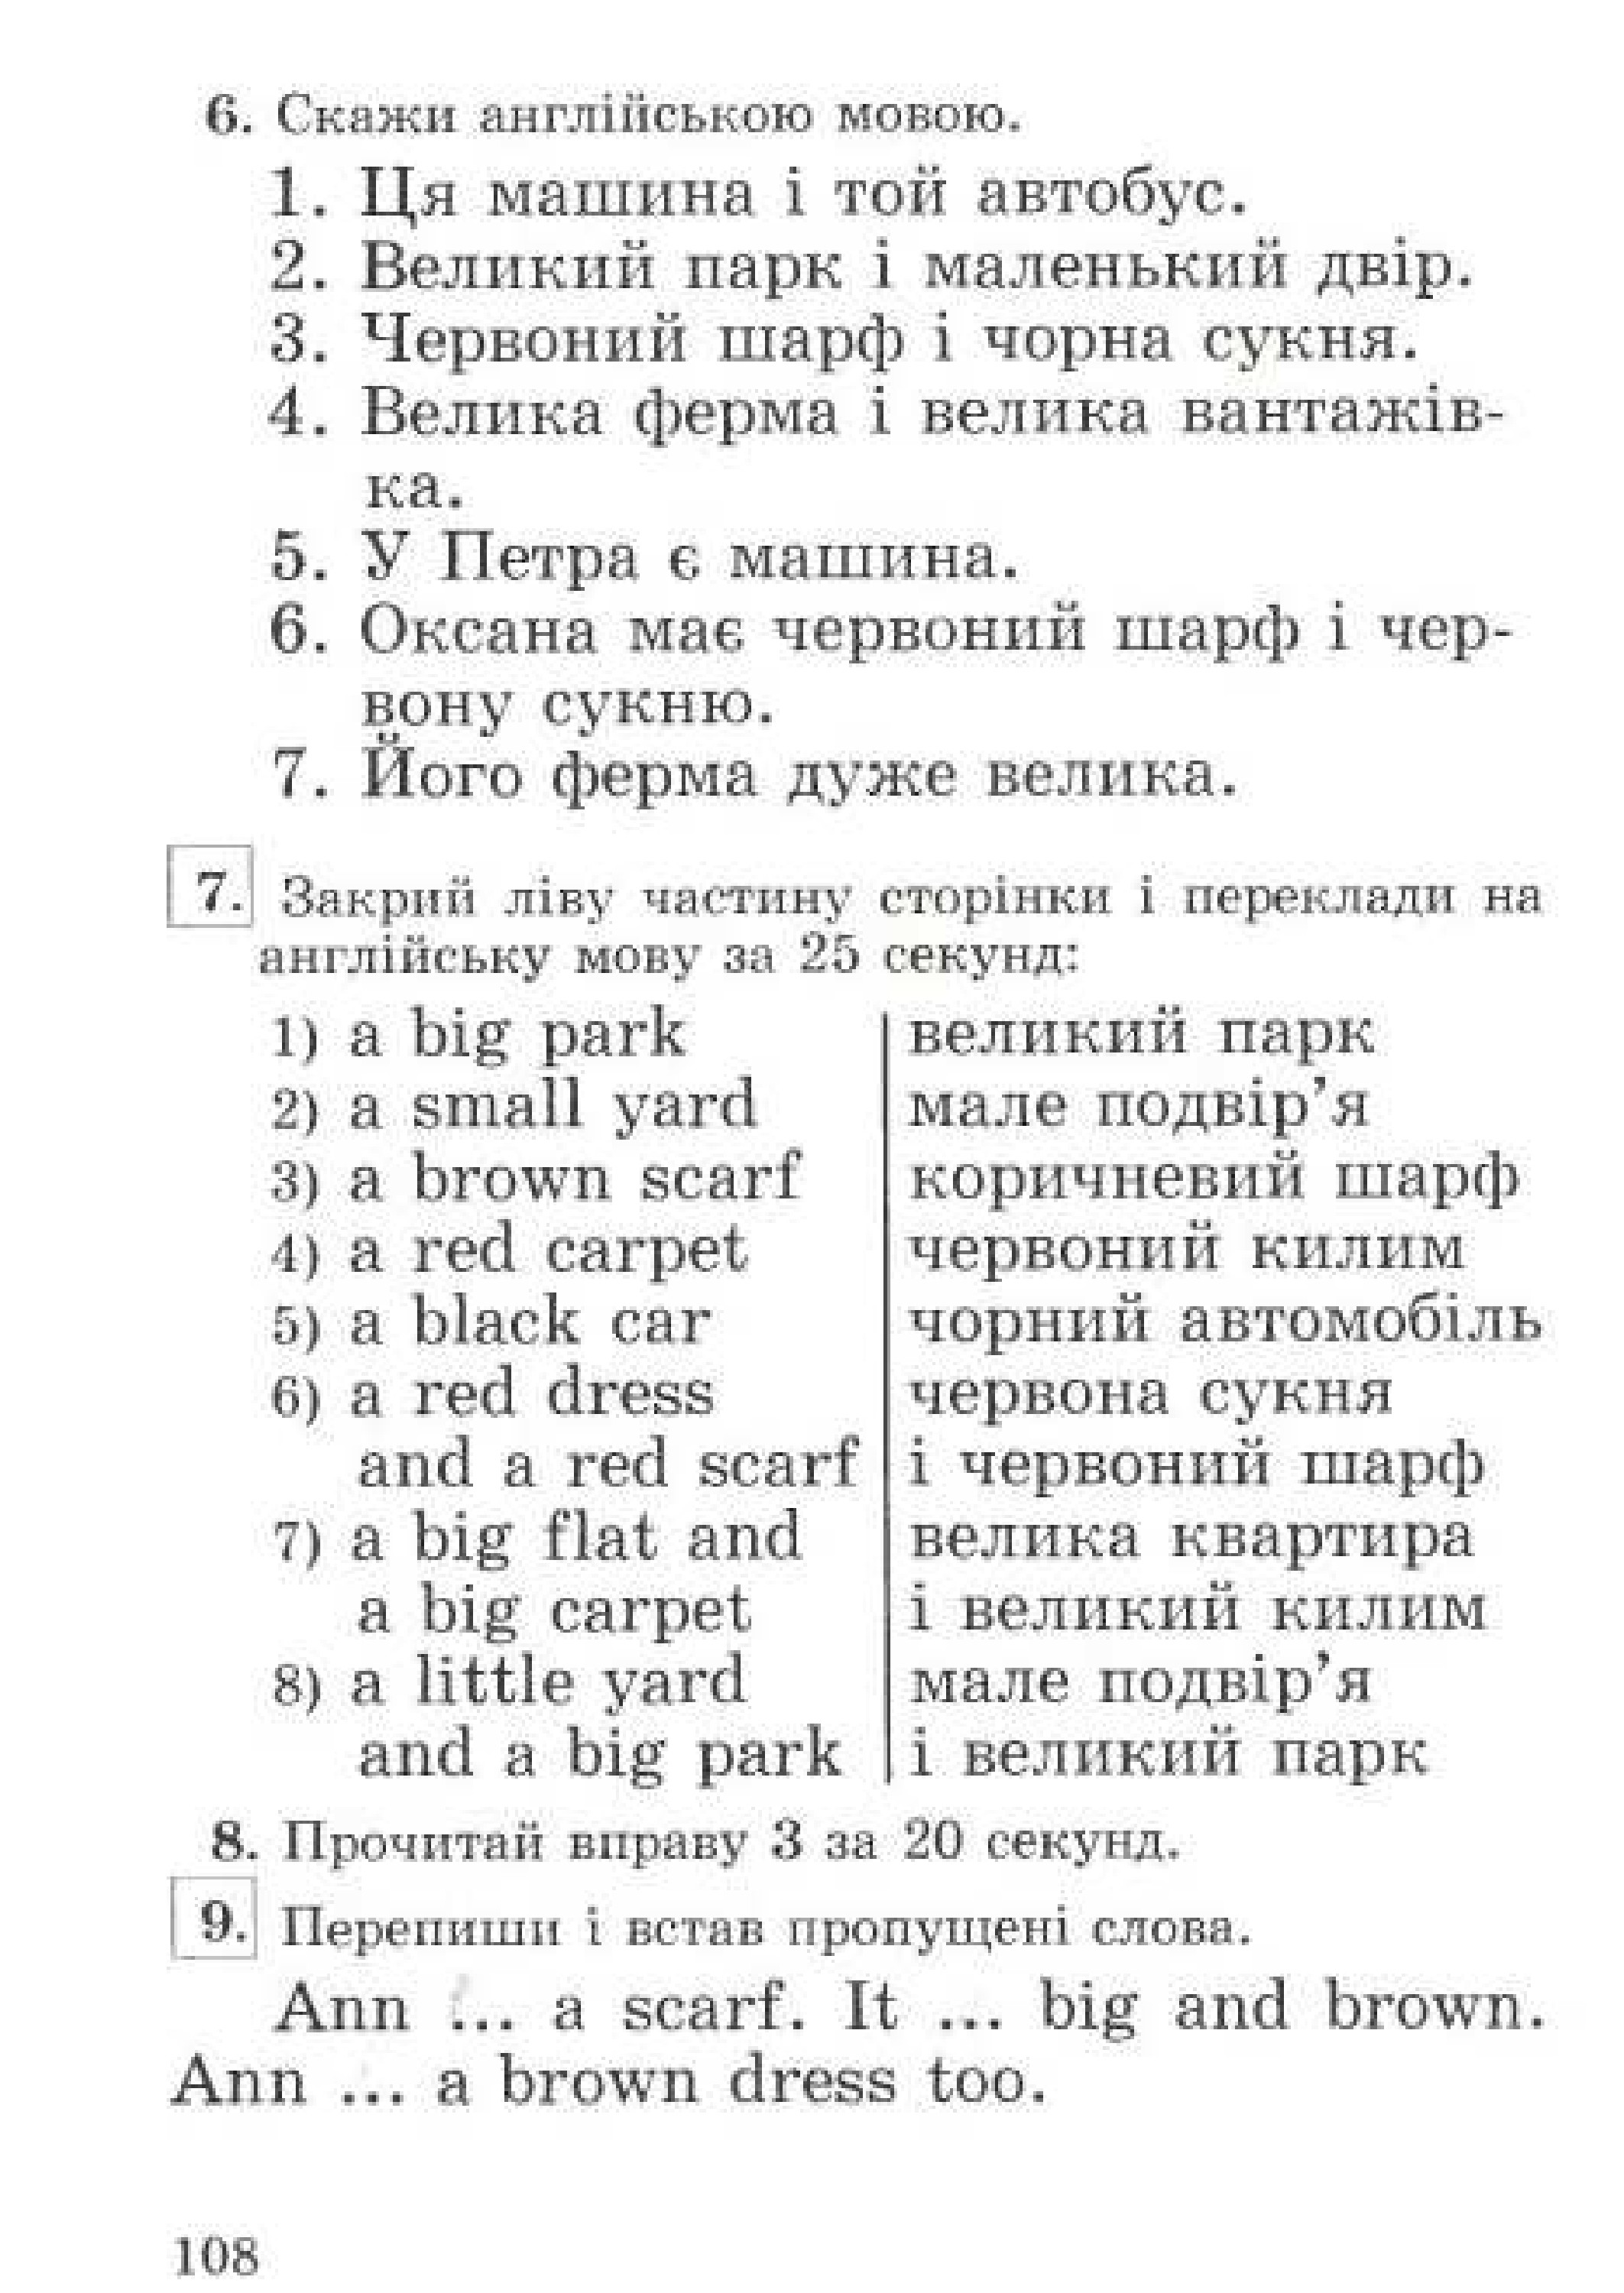 6. Скажи англійською мовою.
1. Ця машина і той автобус.
2. Великий парк і маленький двір.
3. Червоний шарф і чорна сукня.
4. Велика ферма і велика вантажів-
ка.
5. У Петра є машина.
6. Оксана має червоний шарф і чер-
вону сукню.
7. Його ферма дуже велика.
7. Закрий ліву частину сторінки і переклади на
англійську мову за 25 секунд:
1) a big park великий парк
2) a small yard мале подвір’я
3) a brown scarf коричневий шарф
4) a red carpet червоний килим
5) a black car чорний автомобіль
6) a red dress червона сукня
and a red scarf і червоний шарф
7) a big flat and велика квартира
a big carpet і великий килим
8) a little yard мале подвір’я
and a big park і великий парк
8. Прочитай вправу 3 за 20 секунд.
9. Перепиши і встав пропущені слова.
Ann ... a scarf. It ... big and brown.
Ann ... a brown dress too.
108